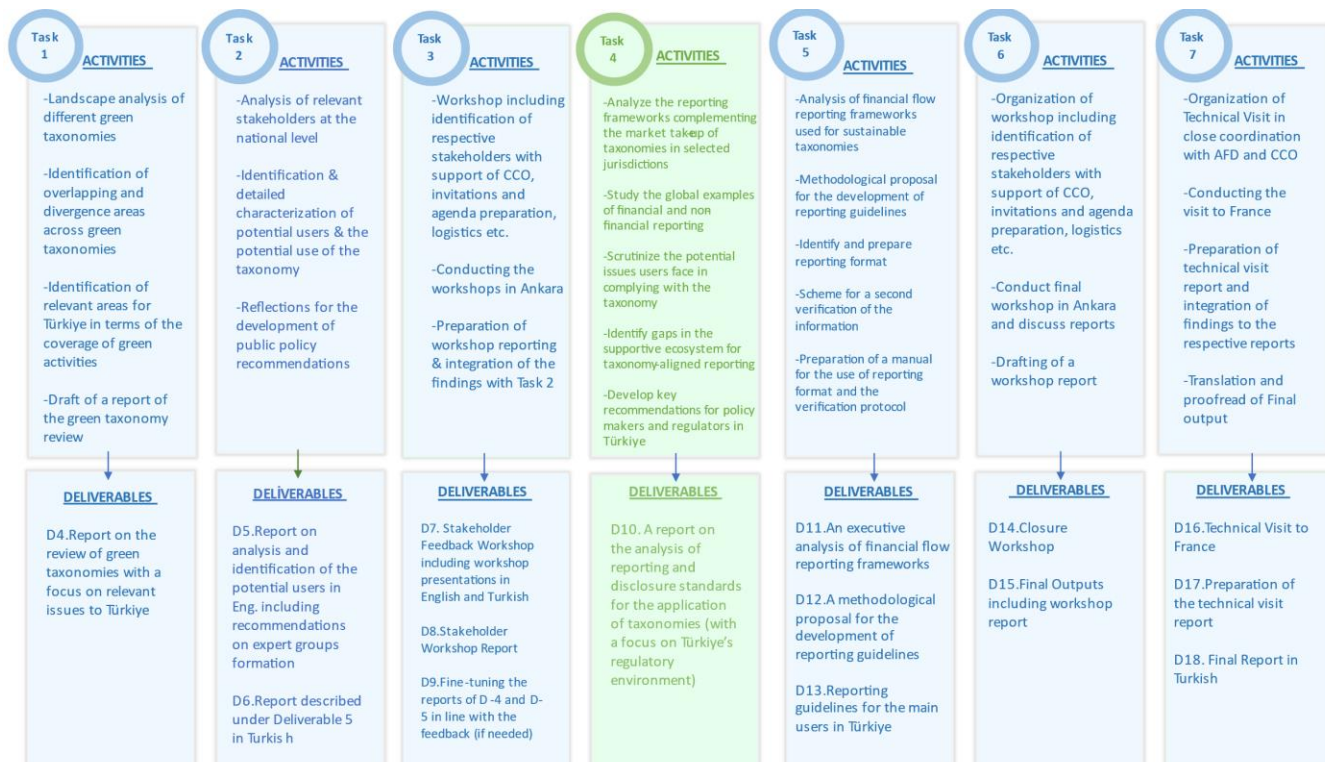 Task
1
ACTIVITIES
-Landscape analysis of
different green
taxonomies
-Identification of
overlapping and
divergence areas
across green
taxonomies
-Identification of
relevant areas for
Türkiye in terms of the
coverage of green
activities
-Draft of a report of
the green taxonomy
review
DELIVERABLES
D4.Report on the
review of green
taxonomies with a
focus on relevant
issues to Türkiye
Task
2
ACTIVITIES
-Analysis of relevant
stakeholders at the
national level
-Identification &
detailed
characterization of
potential users & the
potential use of the
taxonomy
-Reflections for the
development of
public policy
recommendations
DELİVERABLES
D5.Report on
analysis and
identification of the
potential users in
Eng. including
recommendations
on expert groups
formation
D6.Report described
under Deliverable 5
in Turkis h
Task
3
ACTIVITIES
-Workshop including
identification of
respective
stakeholders with
support of CCO,
invitations and
agenda preparation,
logistics etc.
-Conducting the
workshops in Ankara
-Preparation of
workshop reporting
& integration of the
findings with Task 2
DELIVERABLES
D7. Stakeholder
Feedback Workshop
including workshop
presentations in
English and Turkish
D8.Stakeholder
Workshop Report
D9.Fine-tuning the
reports of D -4 and D-
5 in line with the
feedback (if needed)
Task
4
ACTIVITIES
-Analyze the reporting
frameworks complementing
the market take-up of
taxonomies in selected
jurisdictions
-Study the global examples
of financial and non-
financial reporting
-Scrutinize the potential
issues users face in
complying with the
taxonomy
-Identify gaps in the
supportive ecosystem for
taxonomy-aligned reporting
-Develop key
recommendations for policy
makers and regulators in
Türkiye
DELIVERABLES
D10. A report on
the analysis of
reporting and
disclosure standards
for the application
of taxonomies (with
a focus on Türkiye's
regulatory
environment)
Task
5
ACTIVITIES
-Analysis of financial flow
reporting frameworks
used for sustainable
taxonomies
-Methodological proposal
for the development of
reporting guidelines
-Identify and prepare
reporting format
-Scheme for a second
verification of the
information
-Preparation of a manual
for the use of reporting
format and the
verification protocol
DELIVERABLES
D11.An executive
analysis of financial flow
reporting frameworks
D12.A methodological
proposal for the
development of
reporting guidelines
D13.Reporting
guidelines for the main
users in Türkiye
Task
6
ACTIVITIES
-Organization of
workshop including
identification of
respective
stakeholders with
support of CCO,
invitations and agenda
preparation, logistics
etc.
-Conduct final
workshop in Ankara
and discuss reports
-Drafting of a
workshop report
DELIVERABLES
D14.Closure
Workshop
D15.Final Outputs
including workshop
report
Task
7
ACTIVITIES
-Organization of
Technical Visit in
close coordination
with AFD and CCO
-Conducting the
visit to France
-Preparation of
technical visit
report and
integration of
findings to the
respective reports
-Translation and
proofread of Final
output
DELIVERABLES
D16.Technical Visit to
France
D17.Preparation of
the technical visit
report
D18. Final Report in
Turkish